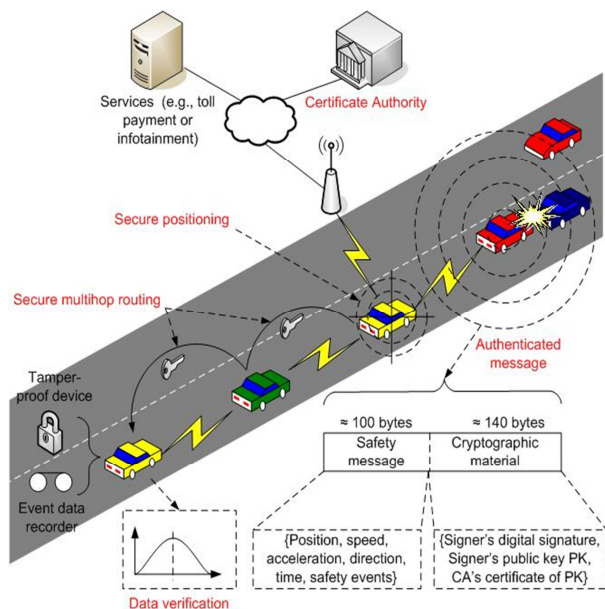 Services (e.g., toll
payment or
infotainment)
Certificate Authority
Secure positioning
Secure multihop routing
Authenticated
message
Tamper-
proof device
Event data
recorder
≈ 100 bytes
≈ 140 bytes
Safety
message
Cryptographic
material
{Position, speed,
acceleration, direction,
time, safety events}
{Signer's digital signature,
Signer's public key PK,
CA's certificate of PK}
Data verification